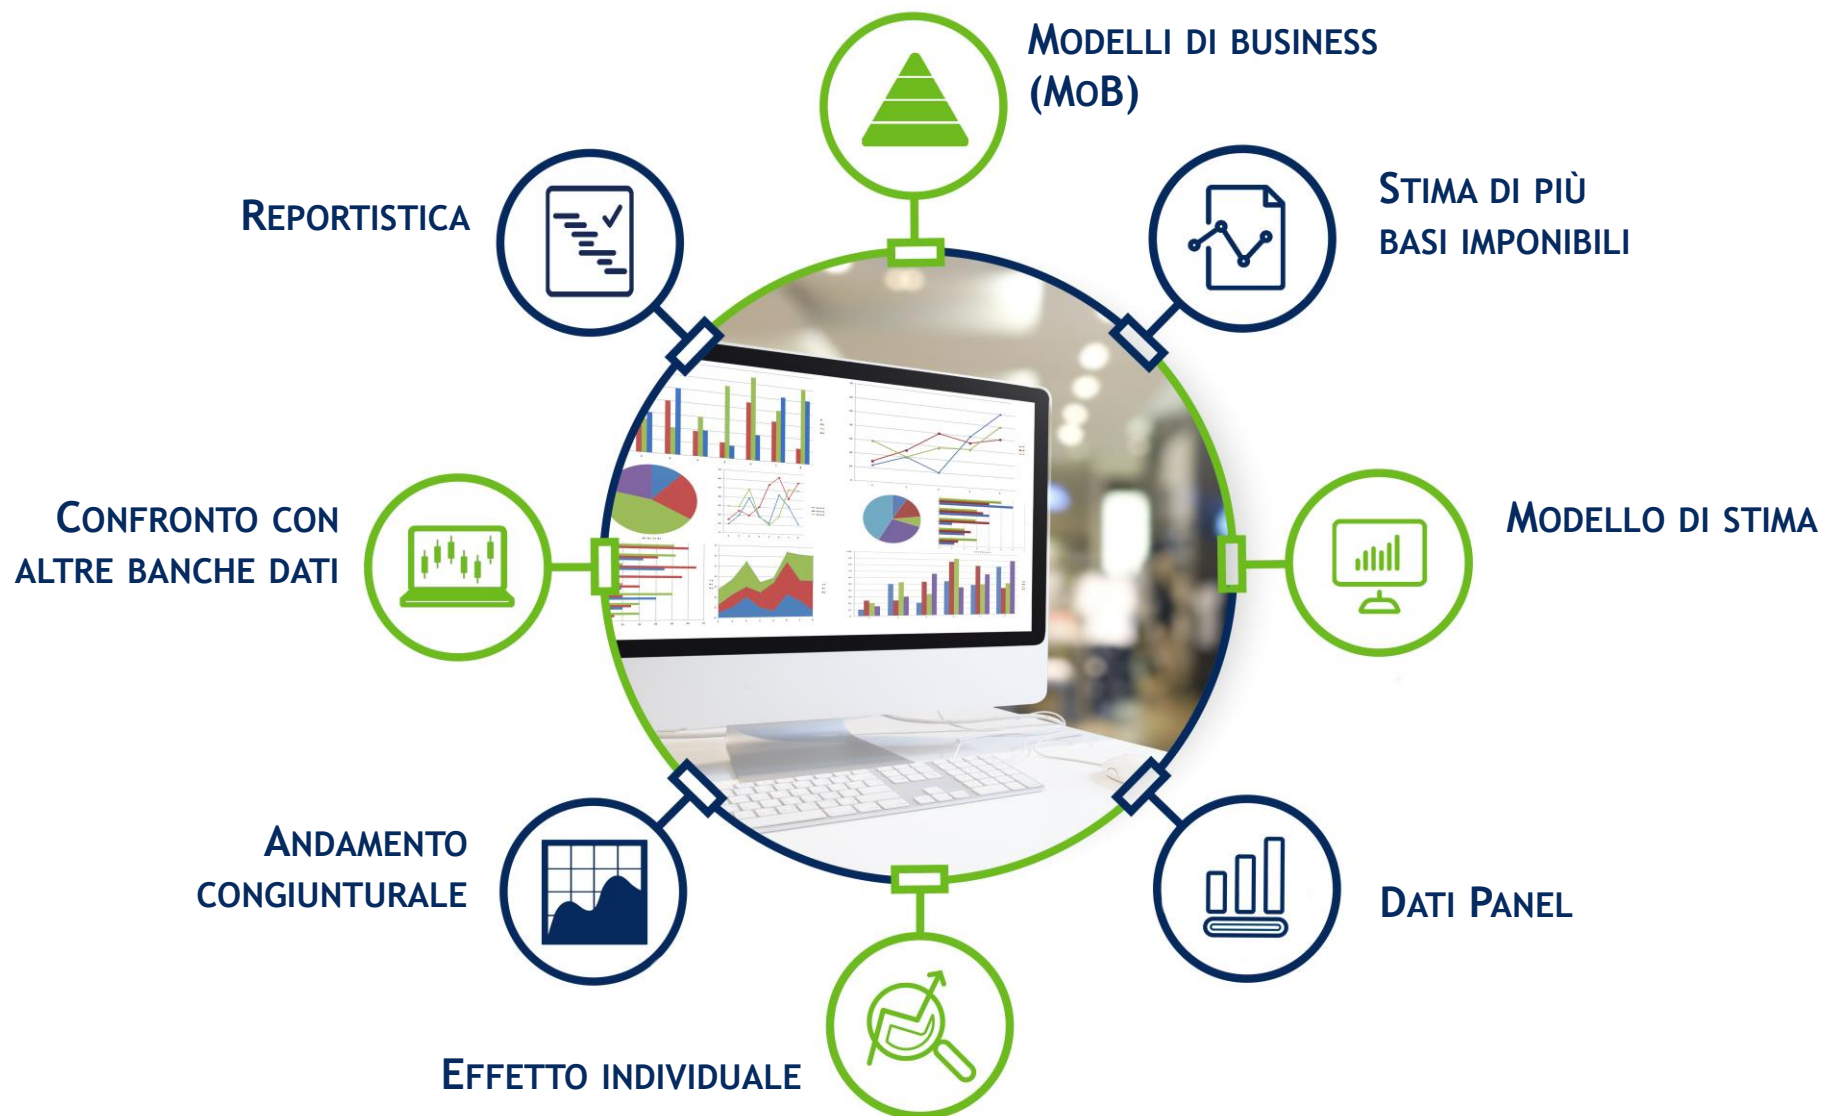 MODELLI DI BUSINESS
(MOB)
STIMA DI PIÙ
BASI IMPONIBILI
MODELLO DI STIMA
DATI PANEL
EFFETTO INDIVIDUALE
ANDAMENTO
CONGIUNTURALE
CONFRONTO CON
ALTRE BANCHE DATI
REPORTISTICA